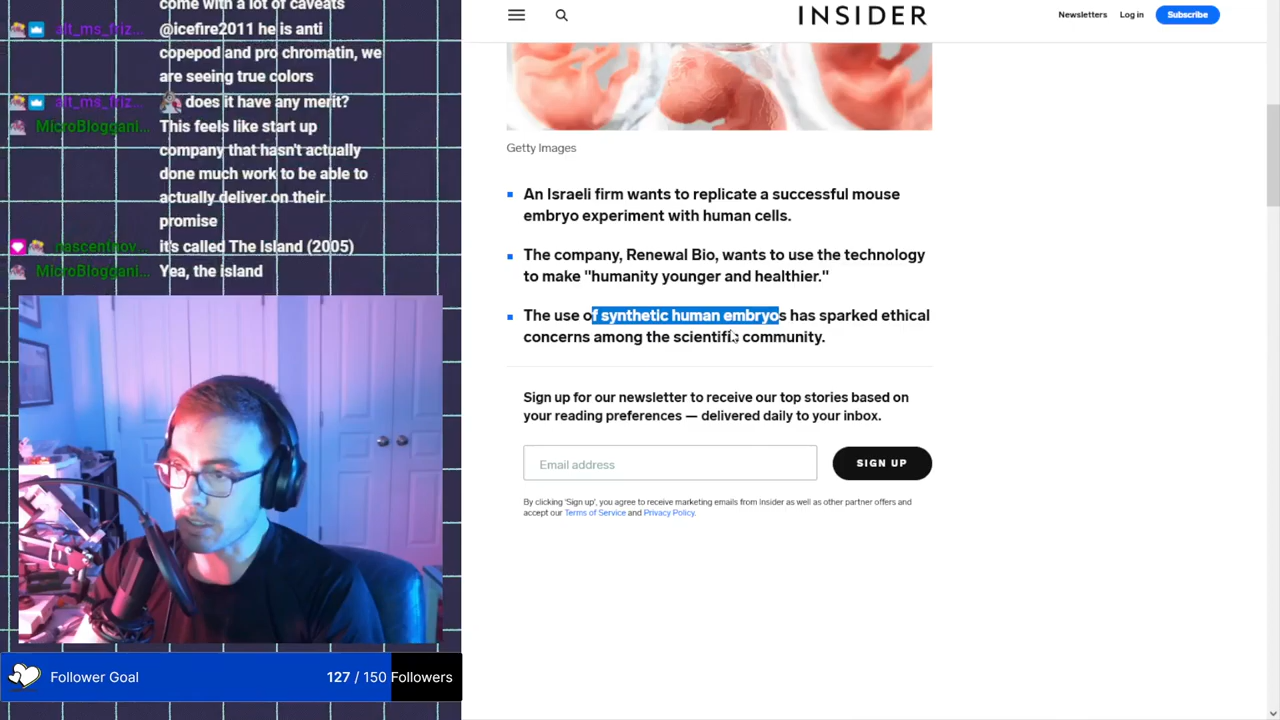 come with a lot of caveats
@icefire2011 he is anti
copepod and pro chromatin, we
are seeing true colors
alt_ms_friz... does it have any merit?
MicroBloggani... This feels like start up
company that hasn't actually
done much work to be able to
actually deliver on their
promise
it's called The Island (2005)
MicroBloggani... Yea, the island
Follower Goal
127 / 150 Followers
INSIDER
Newsletters
Log in
Subscribe
Getty Images
An Israeli firm wants to replicate a successful mouse
embryo experiment with human cells.
The company, Renewal Bio, wants to use the technology
to make "humanity younger and healthier."
The use of synthetic human embryos has sparked ethical
concerns among the scientific community.
Sign up for our newsletter to receive our top stories based on
your reading preferences — delivered daily to your inbox.
Email address
SIGN UP
By clicking 'Sign up', you agree to receive marketing emails from Insider as well as other partner offers and
accept our Terms of Service and Privacy Policy.